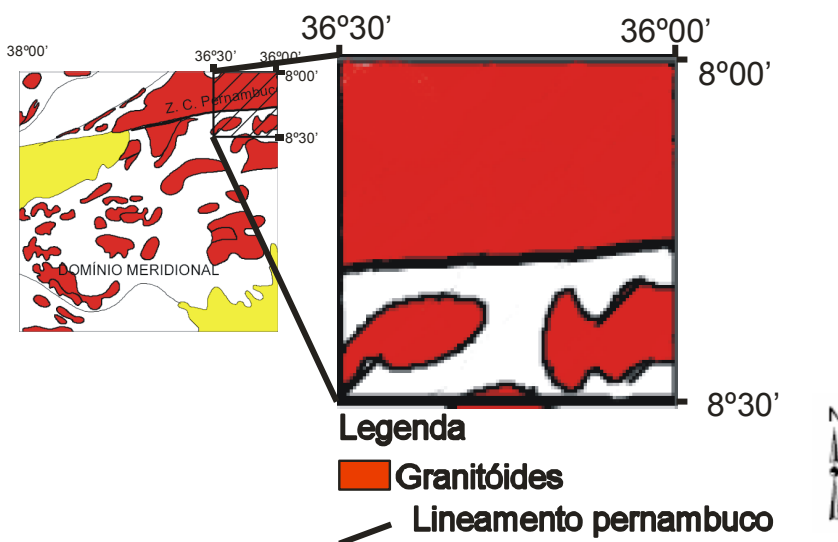 36º30’ 36º00’
38º00’ 36º30’ 36º00’
8º00’ 8º00’
Z. C. Pernambuco
8º30’
DOMÍNIO MERIDIONAL
8º30’
Legenda
N
Granitóides
Lineamento pernambuco